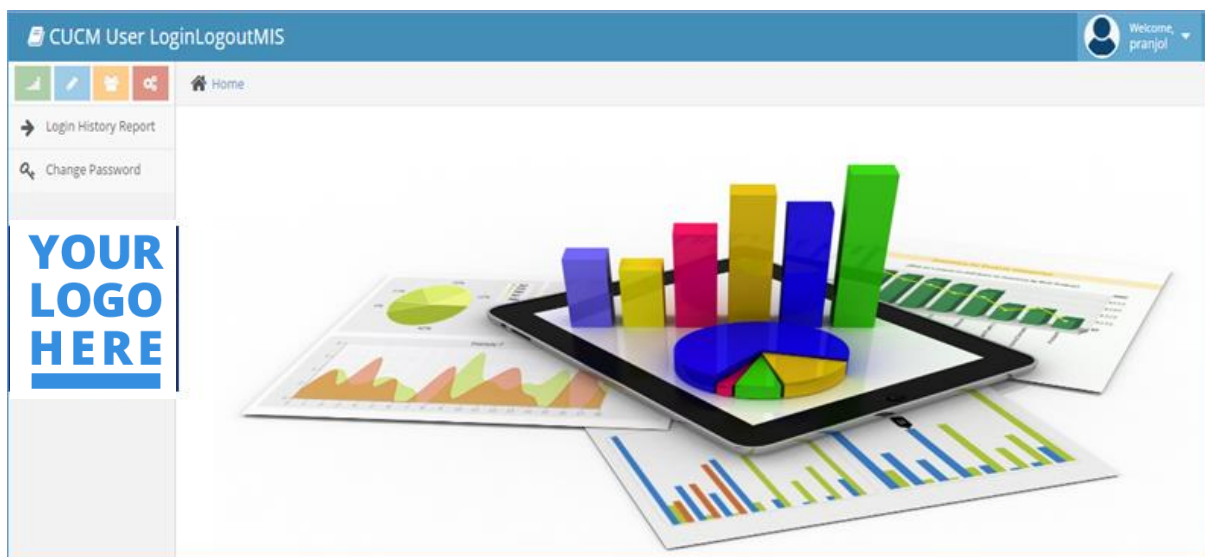 CUCM User LoginLogoutMIS
Welcome,
pranjol
Home
Login History Report
Change Password
YOUR
LOGO
HERE